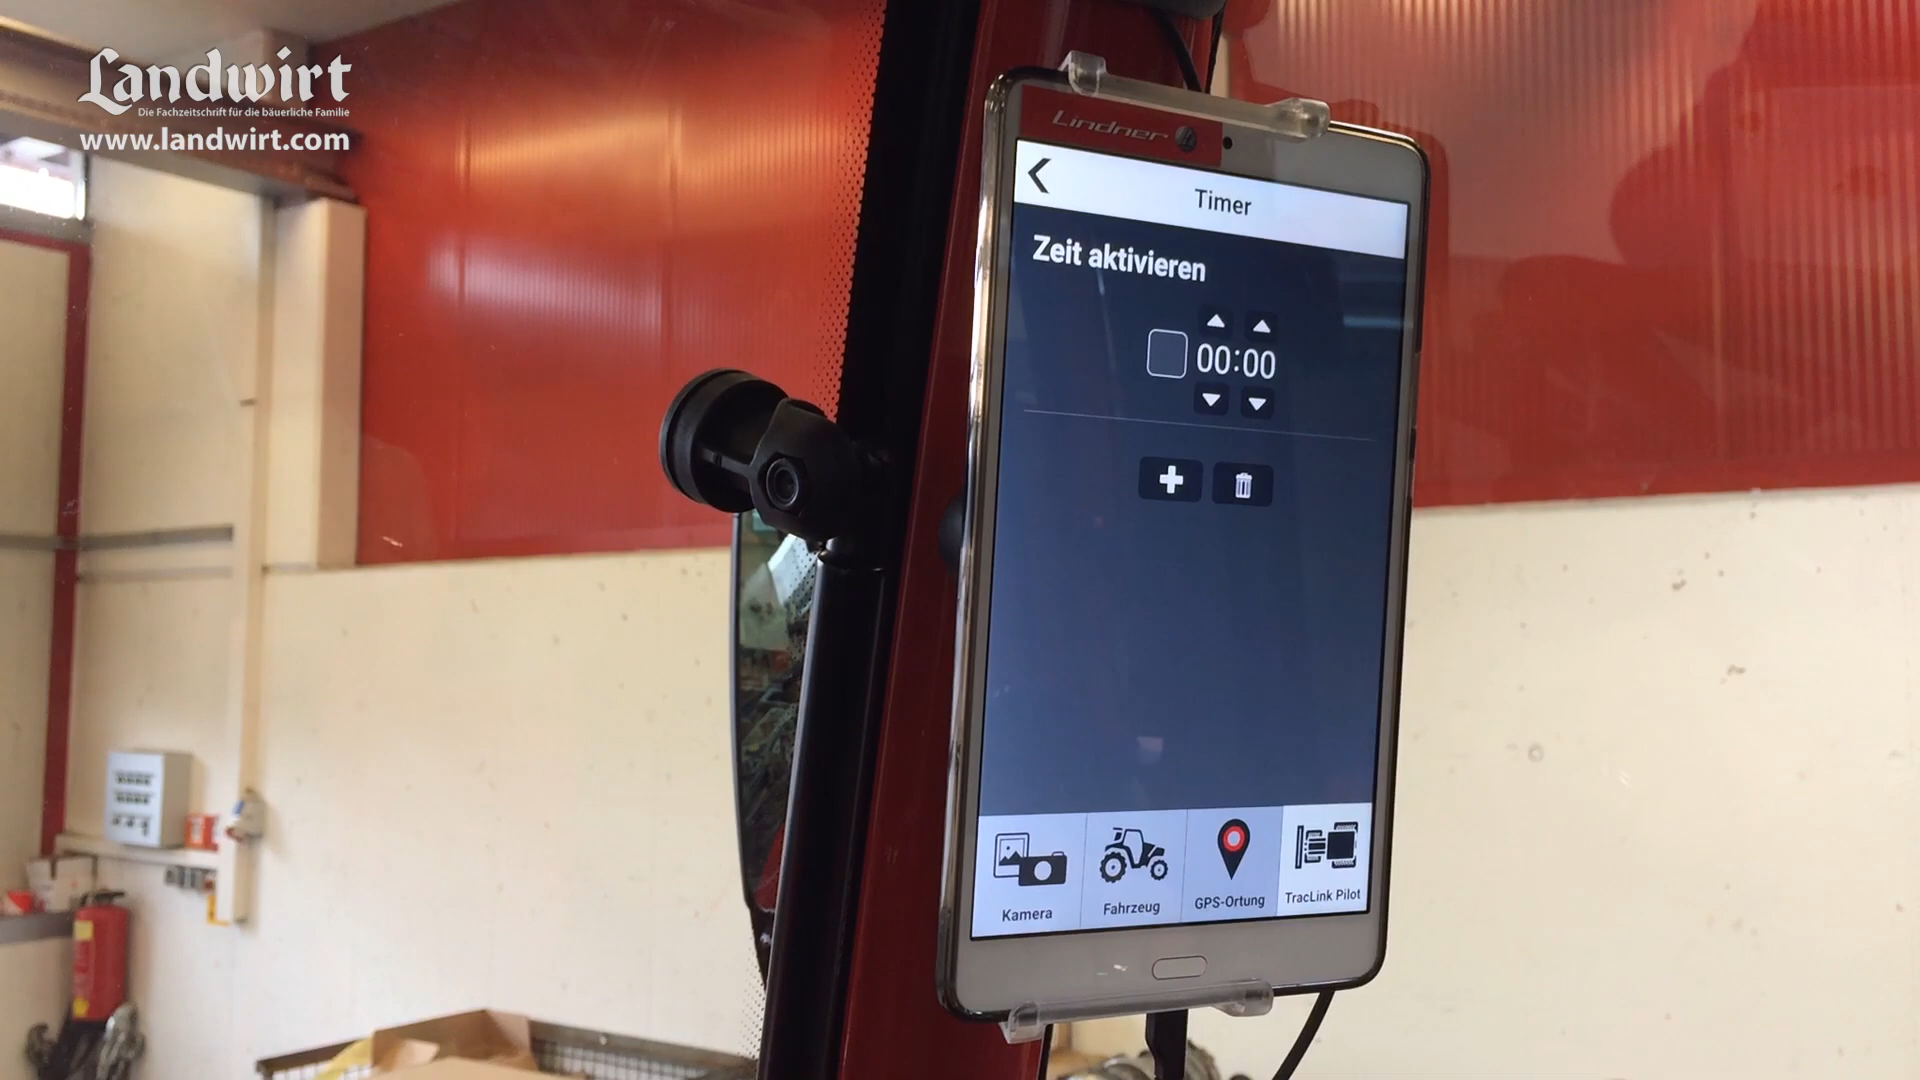 Landwirt
Die Fachzeitschrift für die bäuerliche Familie
www.landwirt.com
Lindner
Timer
Zeit aktivieren
00:00
Kamera
Fahrzeug
GPS-Ortung
TracLink Pilot